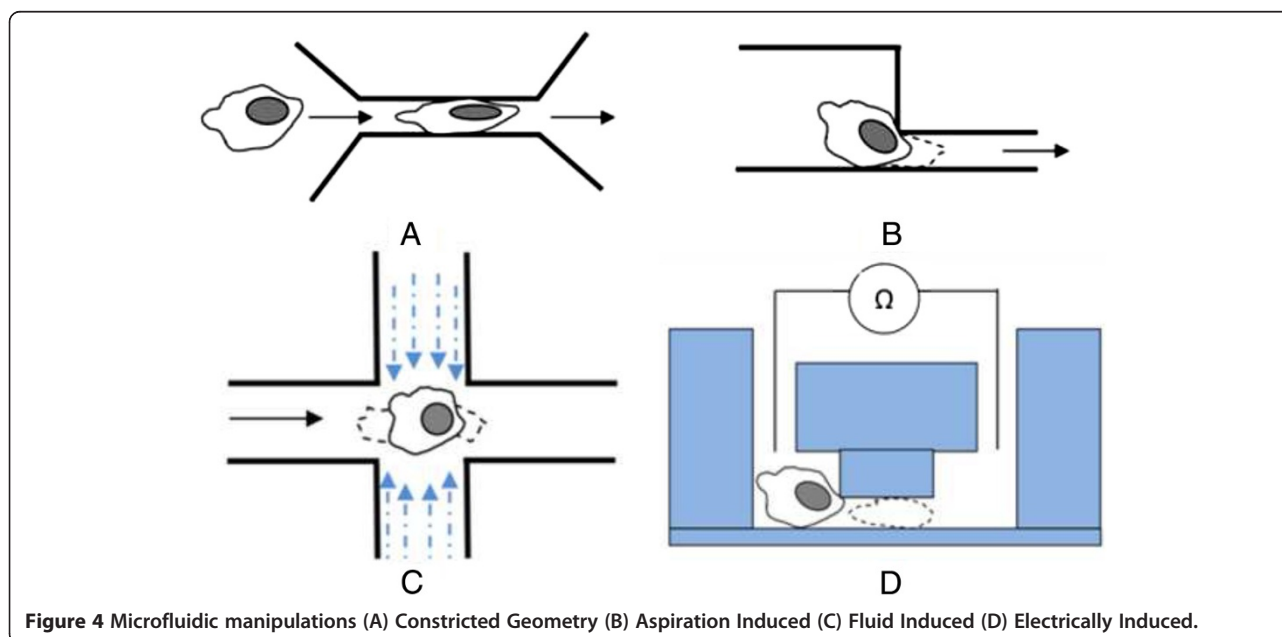 A
B
Ω
C
D
Figure 4 Microfluidic manipulations (A) Constricted Geometry (B) Aspiration Induced (C) Fluid Induced (D) Electrically Induced.